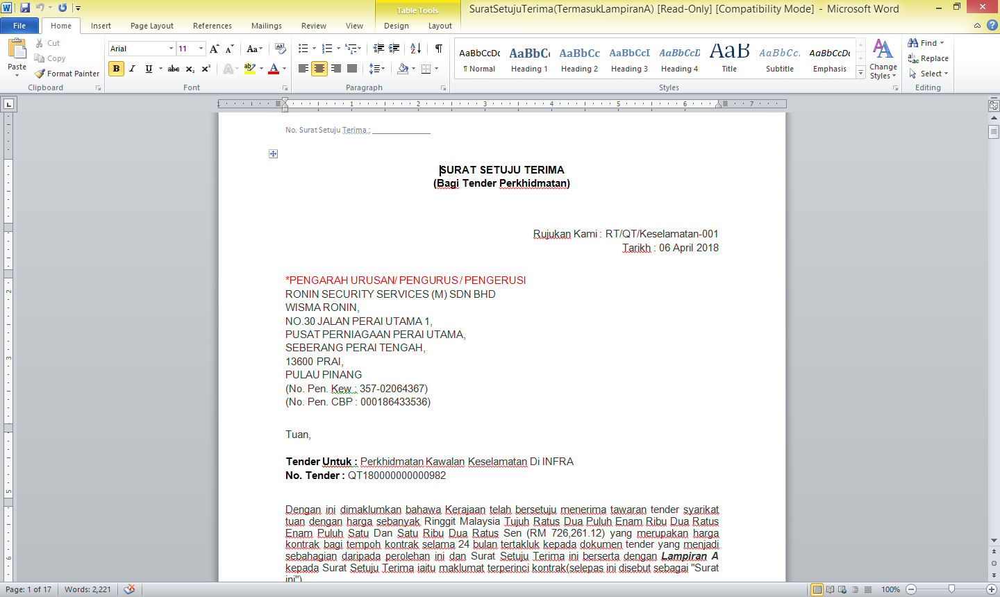 Table Tools
SuratSetujuTerima(TermasukLampiranA) [Read-Only] [Compatibility Mode] - Microsoft Word
File Home Insert Page Layout References Mailings Review View Design Layout
Paste
Cut
Copy
Format Painter
Clipboard
Arial 11
Font
Paragraph
AaBbCcDc AaBbCc AaBbCc AaBbCcI AaBbCcD AaB AaBbCcI AaBbCcDc
¶ Normal Heading 1 Heading 2 Heading 3 Heading 4 Title Subtitle Emphasis
Change Styles
Styles
Find
Replace
Select
Editing
1 1 2 3 4 5 6 7
No. Surat Setuju Terima : ______________
SURAT SETUJU TERIMA
(Bagi Tender Perkhidmatan)
Rujukan Kami : RT/QT/Keselamatan-001
Tarikh : 06 April 2018
*PENGARAH URUSAN/ PENGURUS / PENGERUSI
RONIN SECURITY SERVICES (M) SDN BHD
WISMA RONIN,
NO.30 JALAN PERAI UTAMA 1,
PUSAT PERNIAGAAN PERAI UTAMA,
SEBERANG PERAI TENGAH,
13600 PRAI,
PULAU PINANG
(No. Pen. Kew : 357-02064367)
(No. Pen. CBP : 000186433536)
Tuan,
Tender Untuk : Perkhidmatan Kawalan Keselamatan Di INFRA
No. Tender : QT180000000000982
Dengan ini dimaklumkan bahawa Kerajaan telah bersetuju menerima tawaran tender syarikat
tuan dengan harga sebanyak Ringgit Malaysia Tujuh Ratus Dua Puluh Enam Ribu Dua Ratus
Enam Puluh Satu Dan Satu Ribu Dua Ratus Sen (RM 726,261.12) yang merupakan harga
kontrak bagi tempoh kontrak selama 24 bulan tertakluk kepada dokumen tender yang menjadi
sebahagian daripada perolehan ini dan Surat Setuju Terima ini berserta dengan Lampiran A
kepada Surat Setuju Terima iaitu maklumat terperinci kontrak(selepas ini disebut sebagai "Surat
ini")
Page: 1 of 17 Words: 2,221 100%